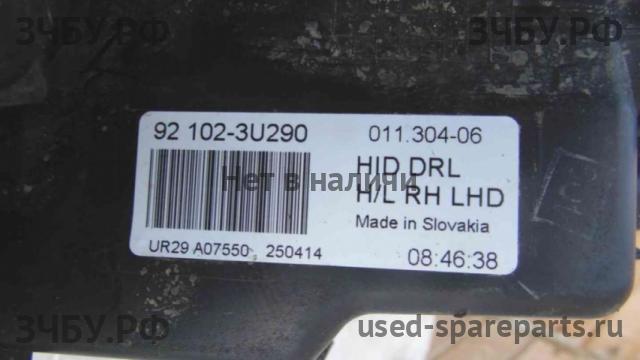 ЗЧБУ.РФ
ЗЧБУ.РФ
92 102-3U290
011.304-06
HID DRL
H/L RH LHD
Нет в наличии
Made in Slovakia
UR29 A07550 250414
08:46:38
ЗЧБУ.РФ
used-spareparts.ru